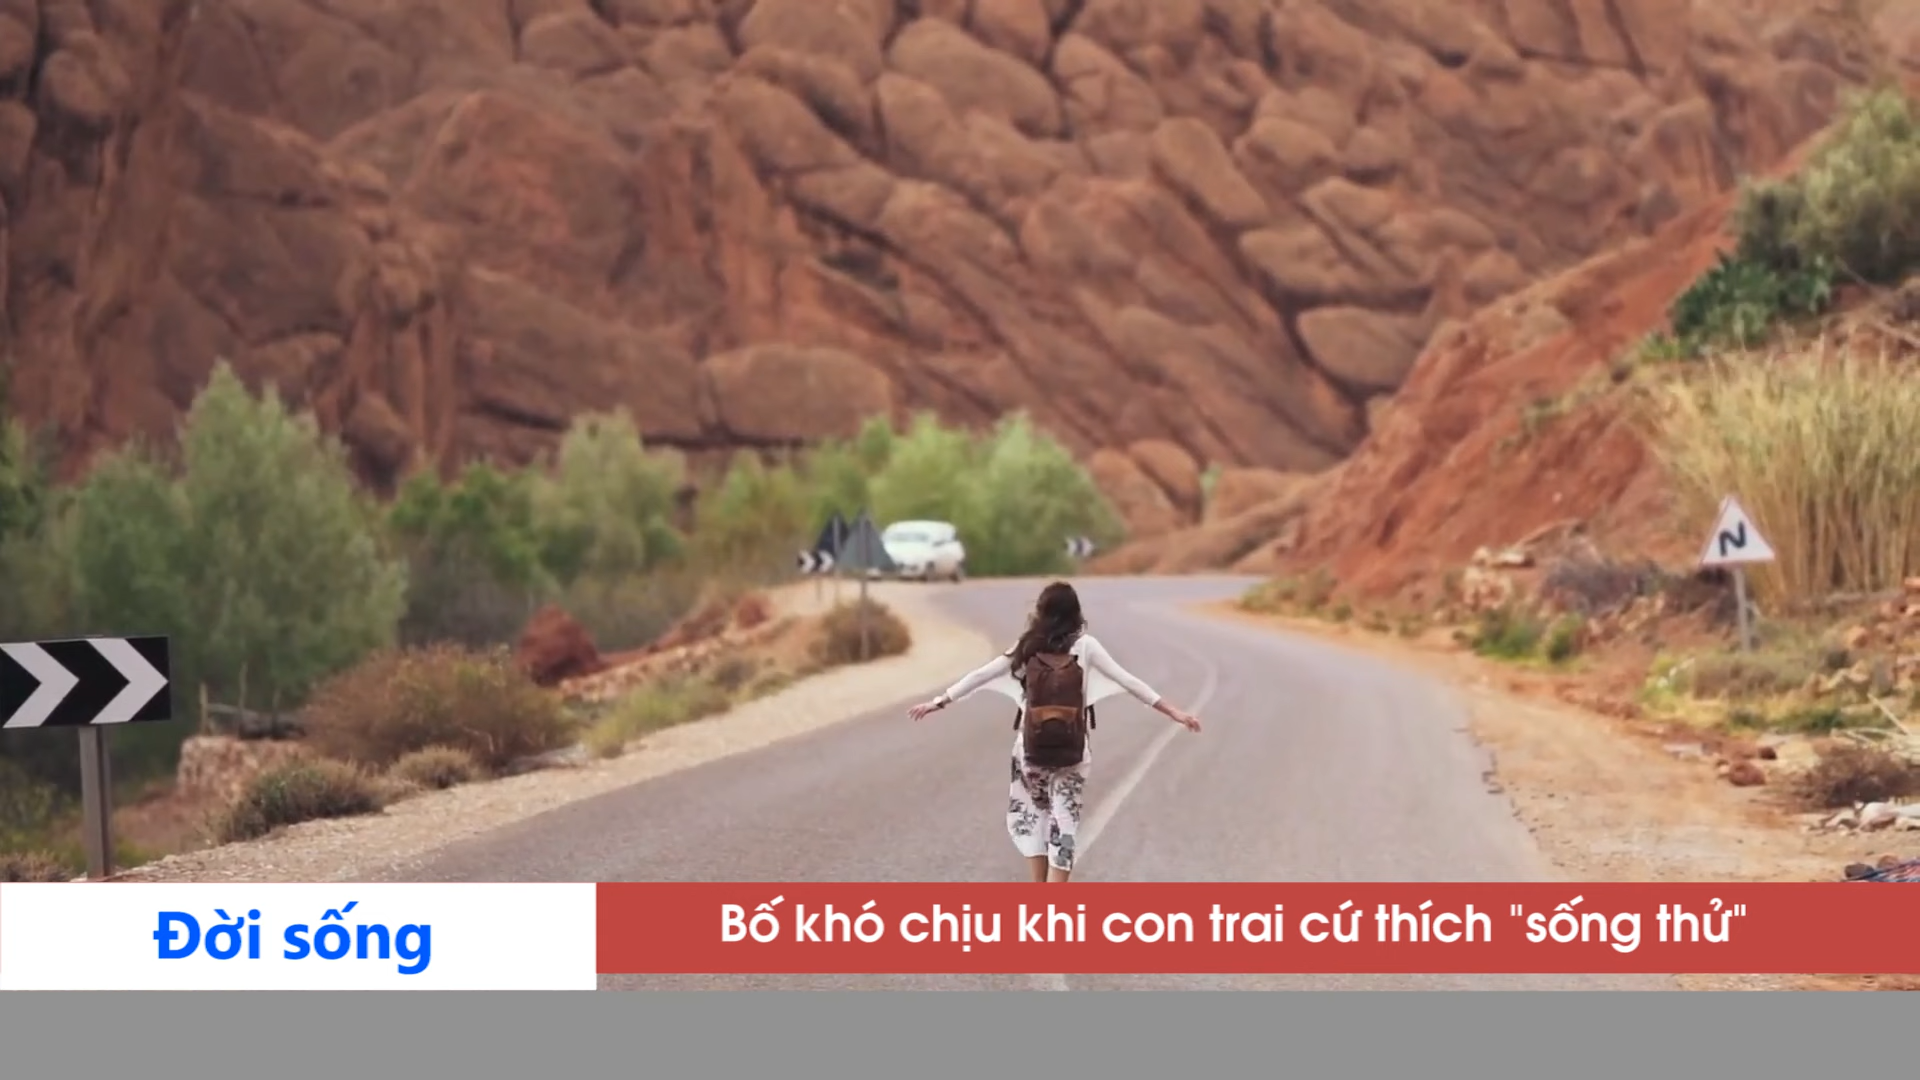 Đời sống
Bố khó chịu khi con trai cứ thích "sống thử"